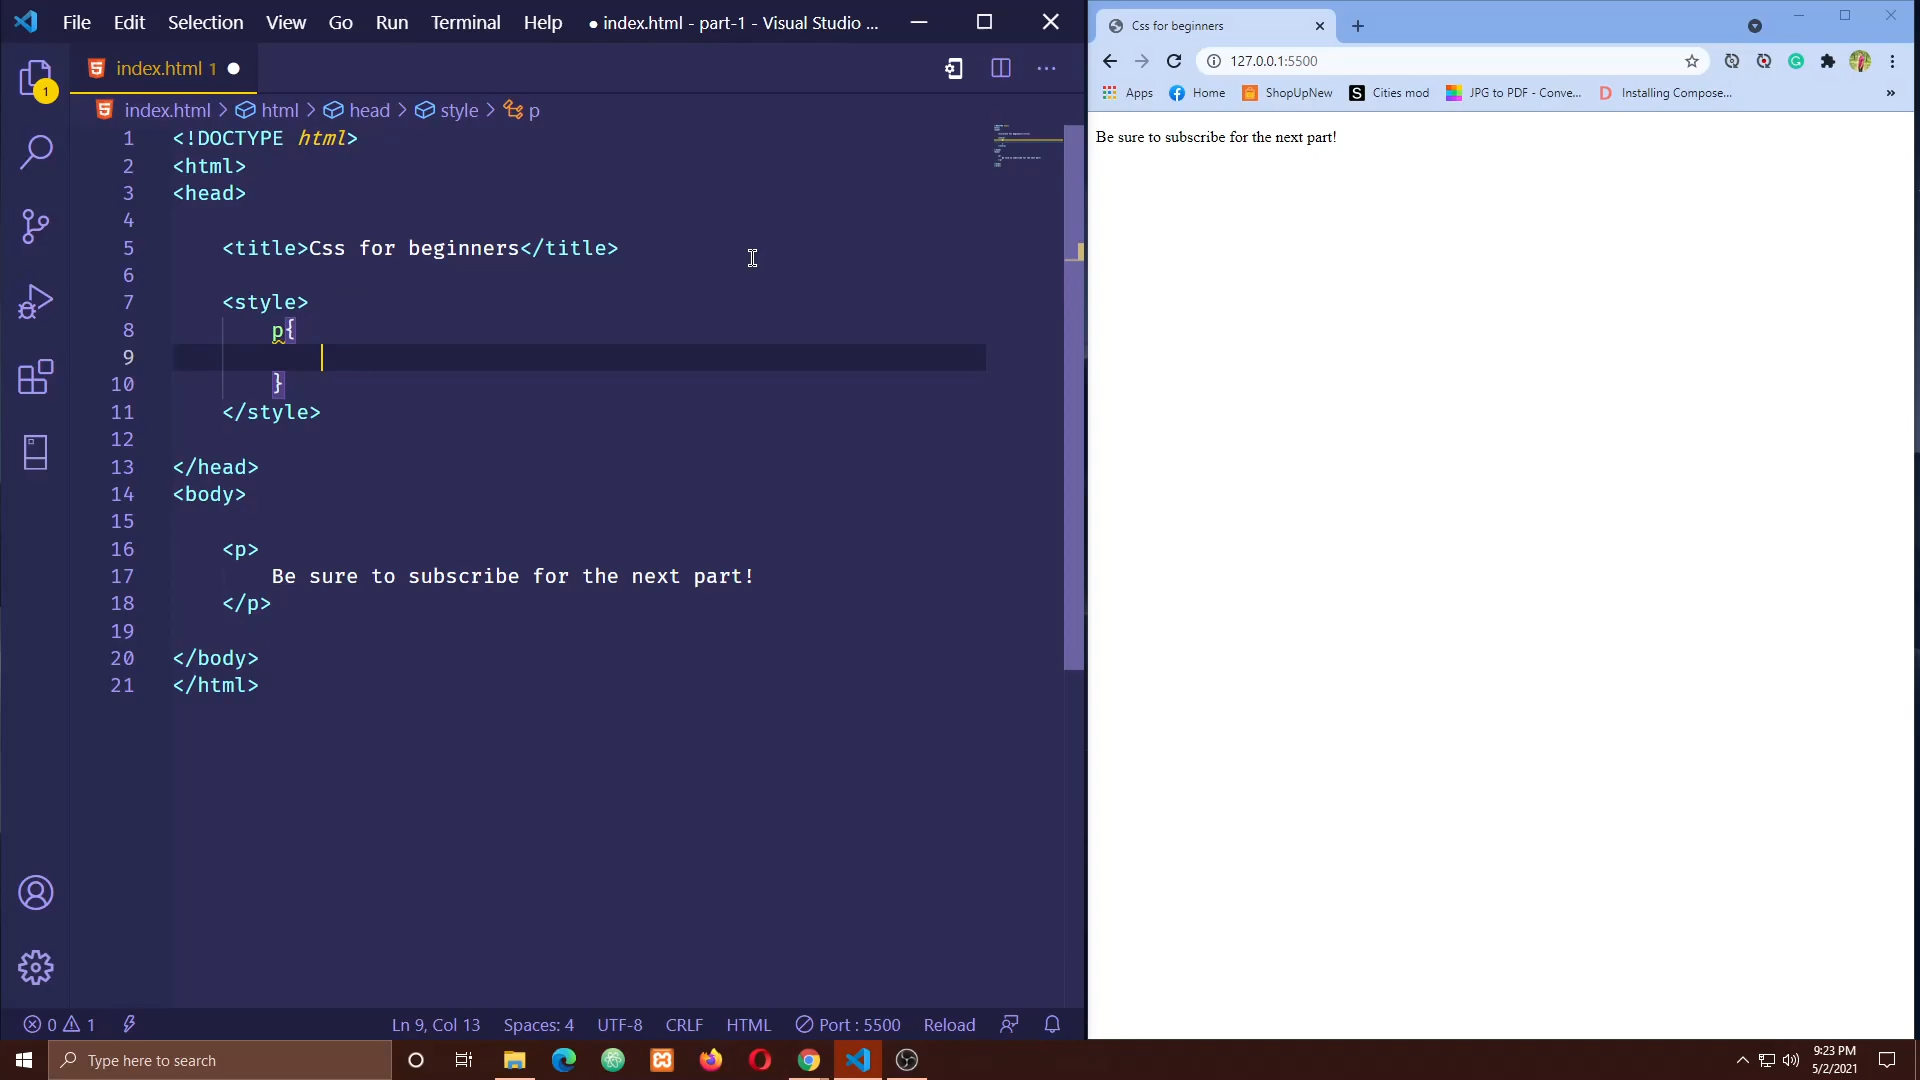 File Edit Selection View Go Run Terminal Help ● index.html - part-1 - Visual Studio ...
index.html 1 ●
1
index.html > html > head > style > p
1 <!DOCTYPE html>
2 <html>
3 <head>
4
5 <title>Css for beginners</title>
6
7 <style>
8 p{
9
10 }
11 </style>
12
13 </head>
14 <body>
15
16 <p>
17 Be sure to subscribe for the next part!
18 </p>
19
20 </body>
21 </html>
0 1 Ln 9, Col 13 Spaces: 4 UTF-8 CRLF HTML Port : 5500 Reload
Css for beginners
127.0.0.1:5500
Apps Home ShopUpNew S Cities mod JPG to PDF - Conve... D Installing Compose... »
Be sure to subscribe for the next part!
Type here to search
9:23 PM
5/2/2021